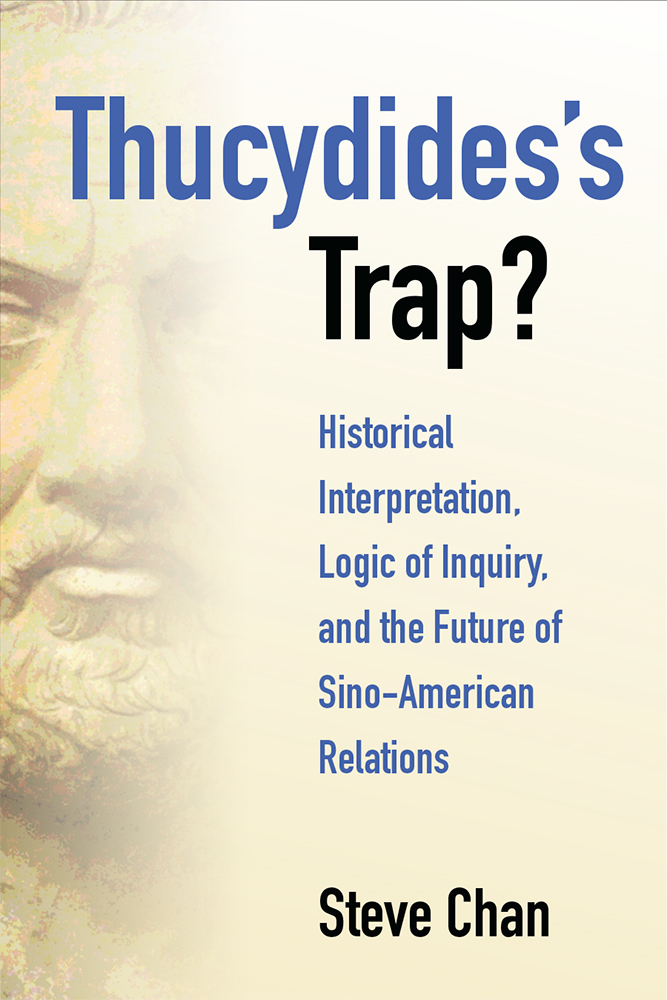 Thucydides’s
Trap?
Historical
Interpretation,
Logic of Inquiry,
and the Future of
Sino-American
Relations
Steve Chan